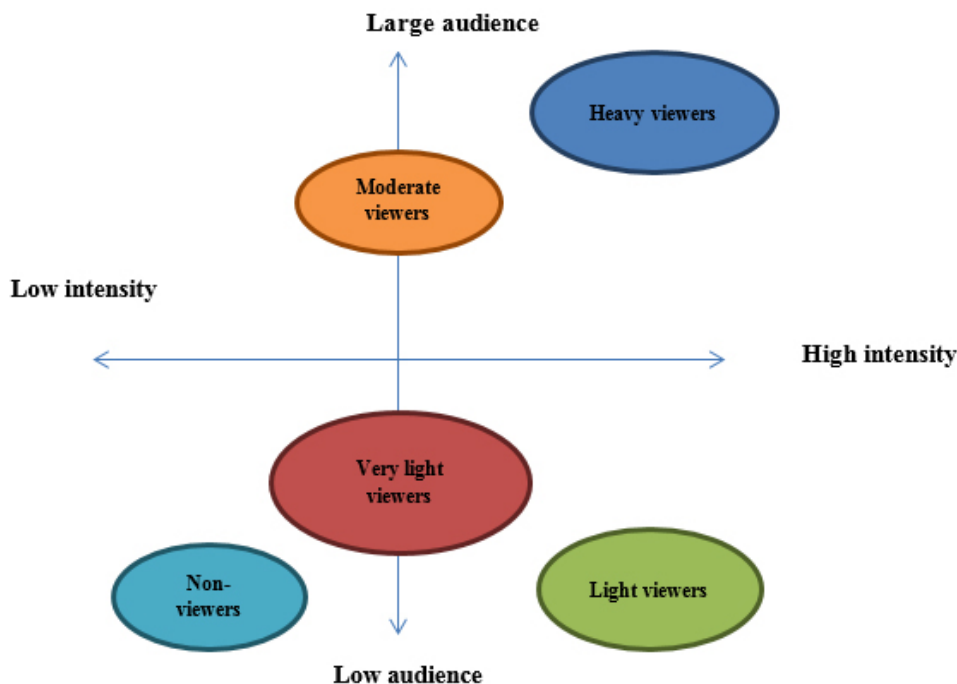 Large audience
Heavy viewers
Moderate
viewers
Low intensity
High intensity
Very light
viewers
Non-
viewers
Light viewers
Low audience